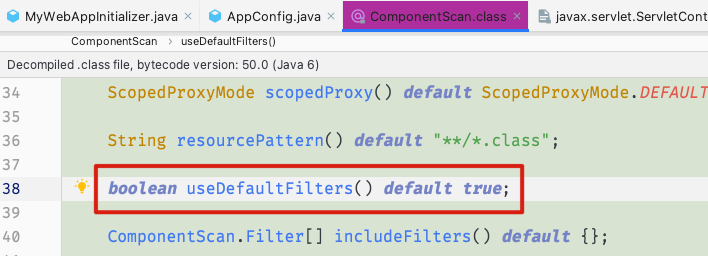 MyWebAppInitializer.java × AppConfig.java × ComponentScan.class × javax.servlet.ServletCont
ComponentScan › useDefaultFilters()
Decompiled .class file, bytecode version: 50.0 (Java 6)
34 ScopedProxyMode scopedProxy() default ScopedProxyMode.DEFAULT
35
36 String resourcePattern() default "**/*.class";
37
38 boolean useDefaultFilters() default true;
39
40 ComponentScan.Filter[] includeFilters() default {};